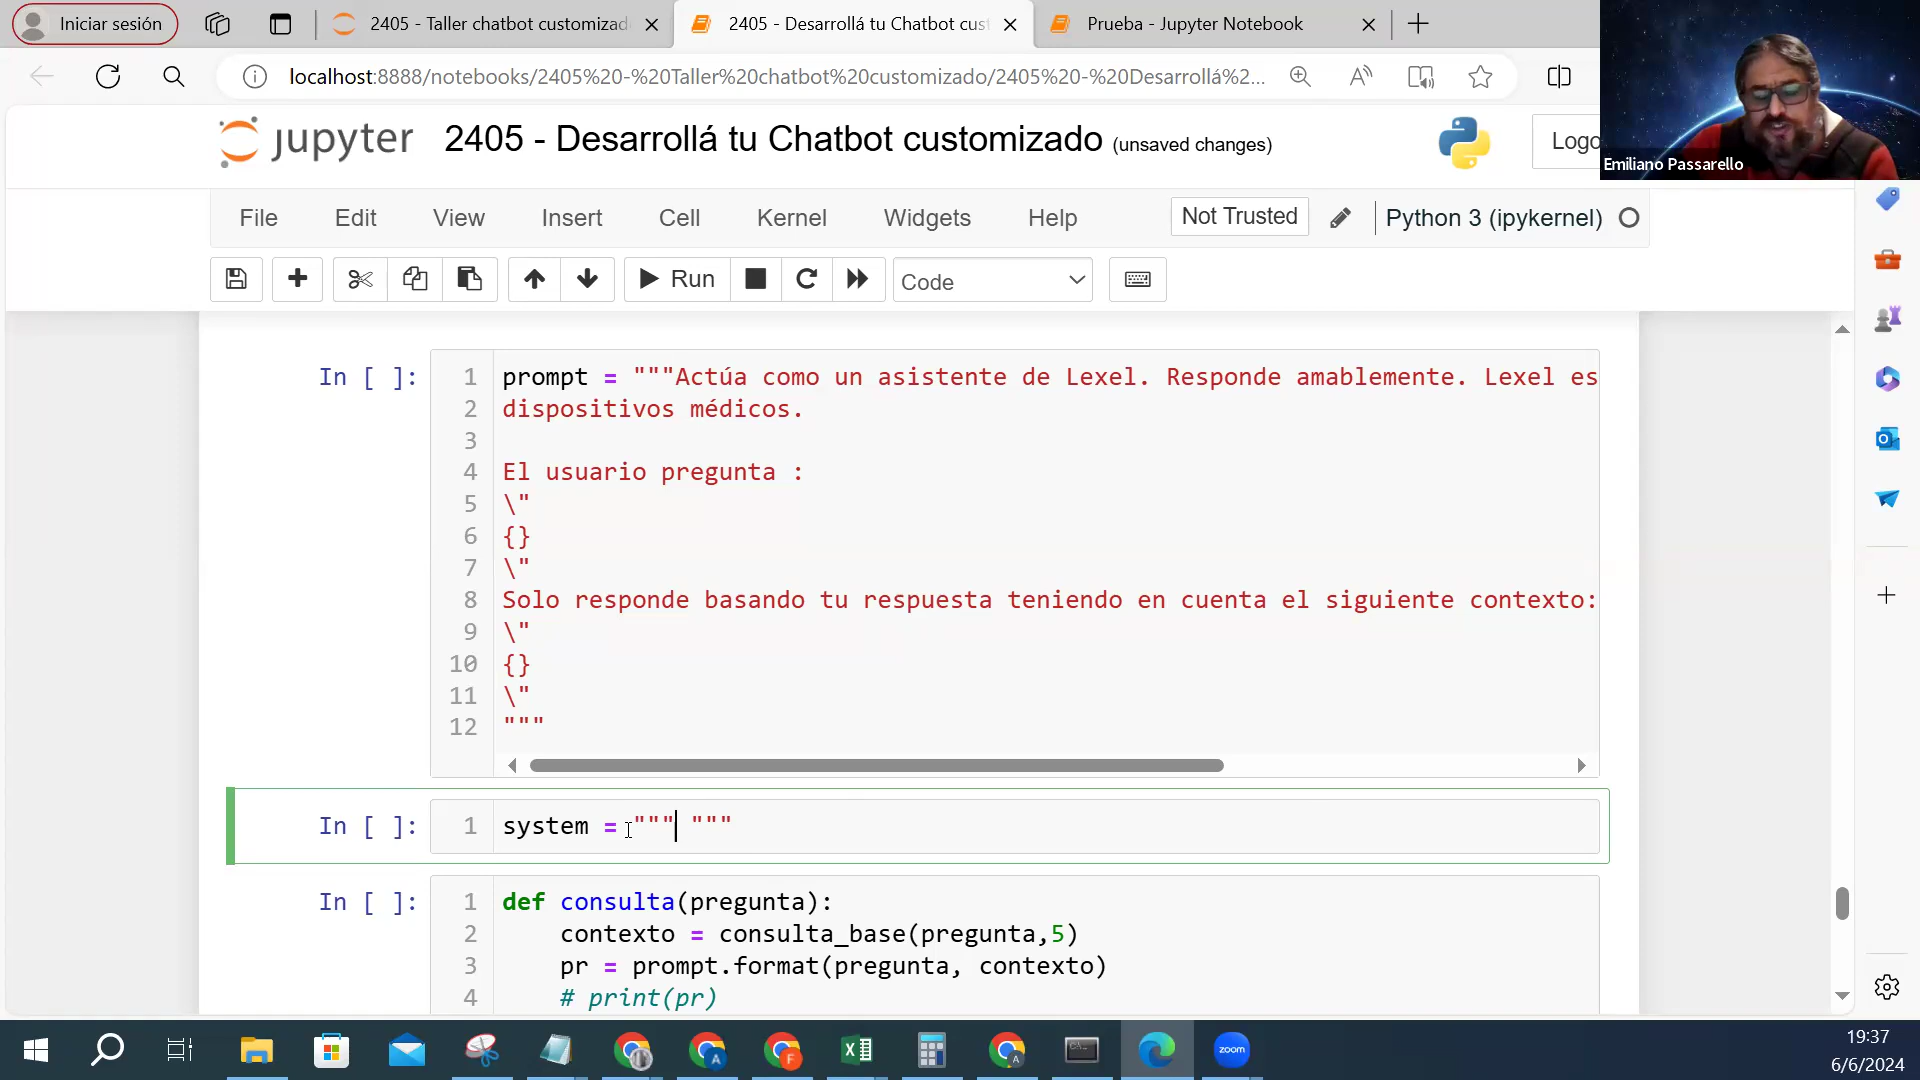 Iniciar sesión
2405 - Taller chatbot customizad
2405 - Desarrollá tu Chatbot cus
Prueba - Jupyter Notebook
localhost:8888/notebooks/2405%20-%20Taller%20chatbot%20customizado/2405%20-%20Desarrollá%2...
jupyter
2405 - Desarrollá tu Chatbot customizado (unsaved changes)
Logo
Emiliano Passarello
File Edit View Insert Cell Kernel Widgets Help
Not Trusted
Python 3 (ipykernel)
Run
Code
In [ ]:
1 prompt = """Actúa como un asistente de Lexel. Responde amablemente. Lexel es
2 dispositivos médicos.
3
4 El usuario pregunta :
5 \"
6 {}
7 \"
8 Solo responde basando tu respuesta teniendo en cuenta el siguiente contexto:
9 \"
10 {}
11 \"
12 """
In [ ]:
1 system = """ """
In [ ]:
1 def consulta(pregunta):
2 contexto = consulta_base(pregunta,5)
3 pr = prompt.format(pregunta, contexto)
4 # print(pr)
zoom
19:37
6/6/2024